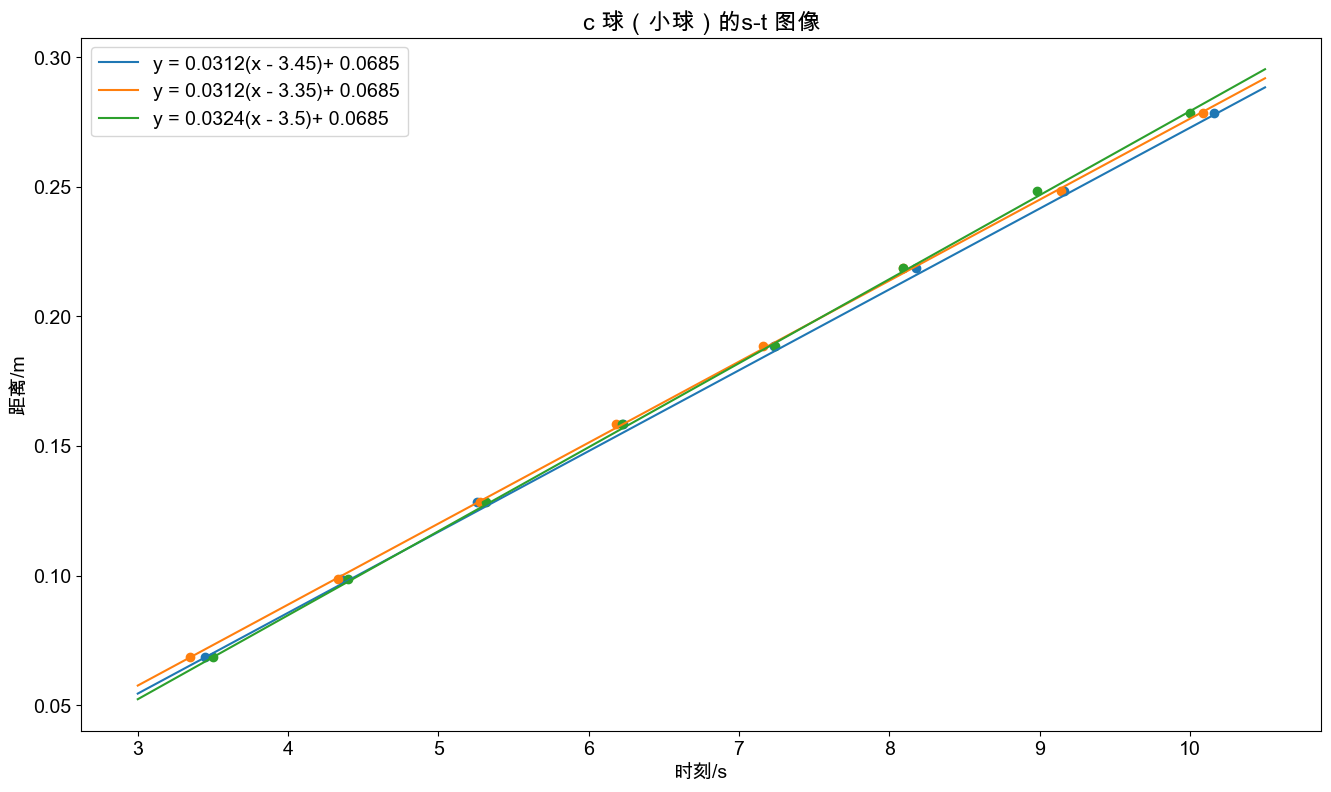 c 球（小球）的s-t 图像
y = 0.0312(x - 3.45)+ 0.0685
y = 0.0312(x - 3.35)+ 0.0685
y = 0.0324(x - 3.5)+ 0.0685
0.30
0.25
0.20
0.15
0.10
0.05
距离/m
3 4 5 6 7 8 9 10
时刻/s